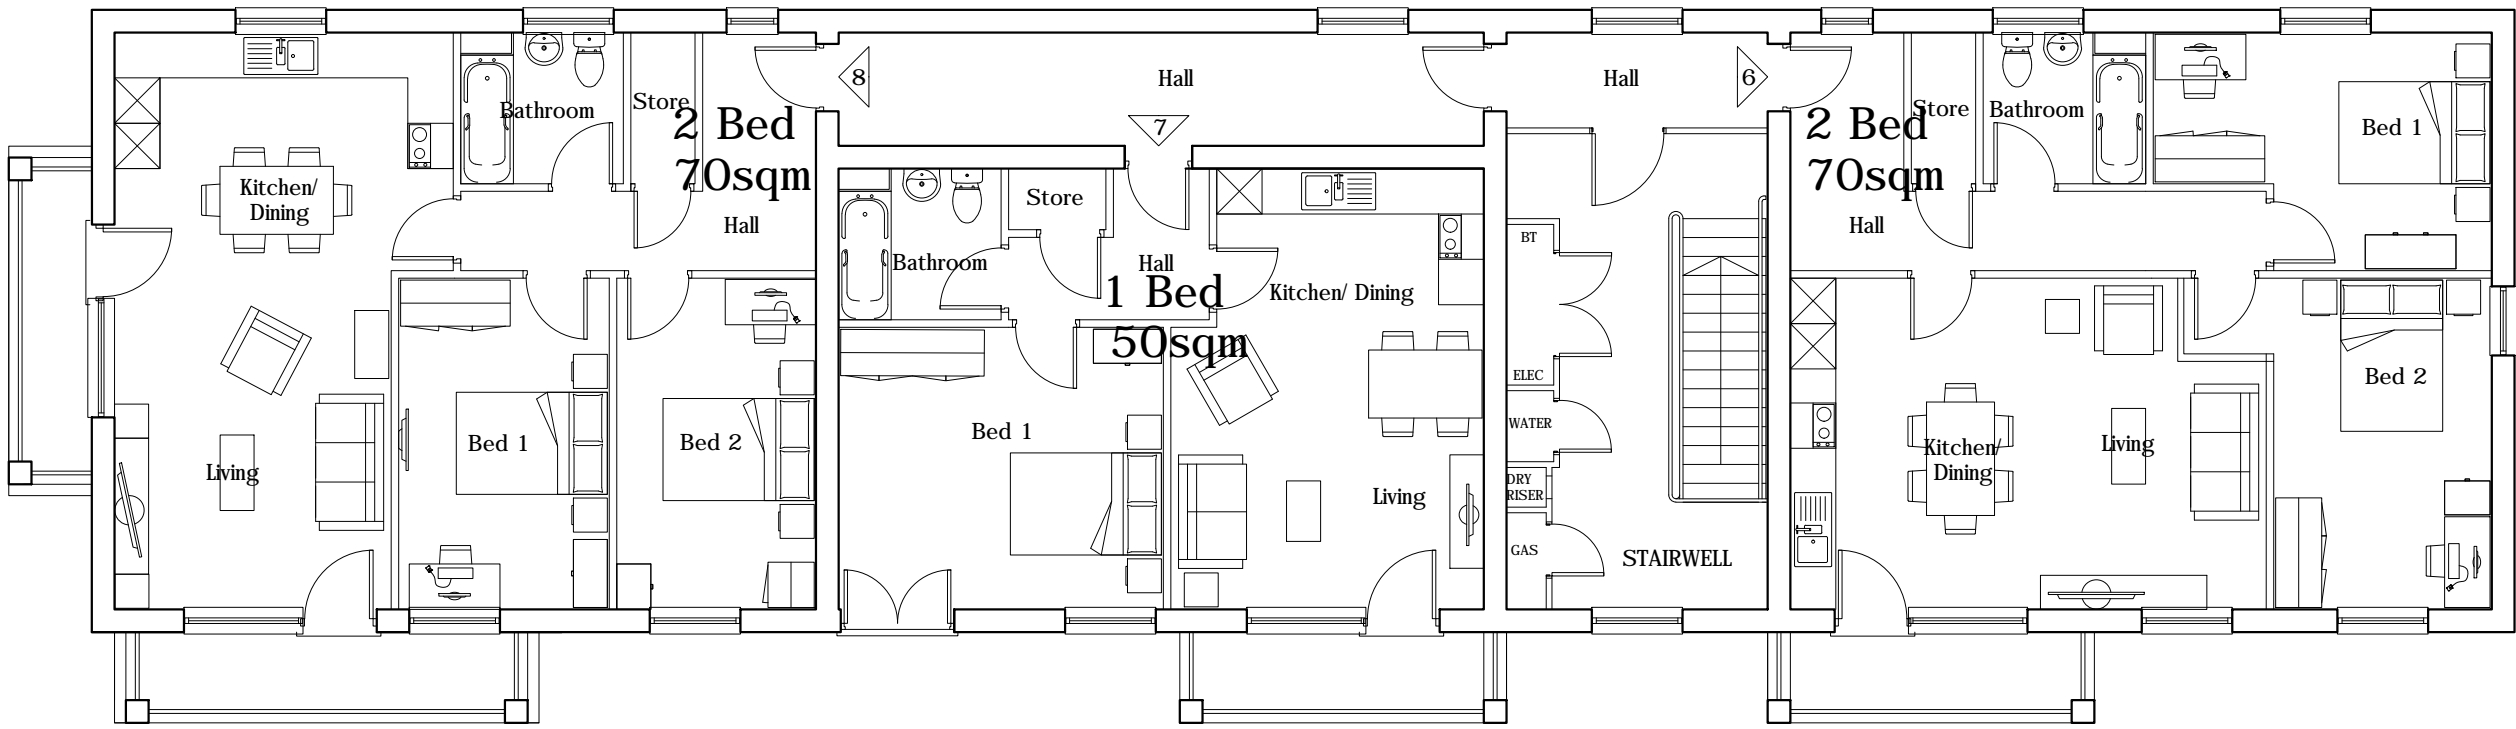 8
Hall
7
Hall
6
Bathroom
Store
2 Bed
70sqm
Kitchen/
Dining
Hall
Living
Bed 1
Bed 2
Store
Bathroom
Hall
1 Bed
50sqm
Kitchen/ Dining
Bed 1
Living
BT
ELEC
WATER
DRY
RISER
GAS
STAIRWELL
Store
Bathroom
2 Bed
70sqm
Bed 1
Hall
Bed 2
Kitchen/
Dining
Living